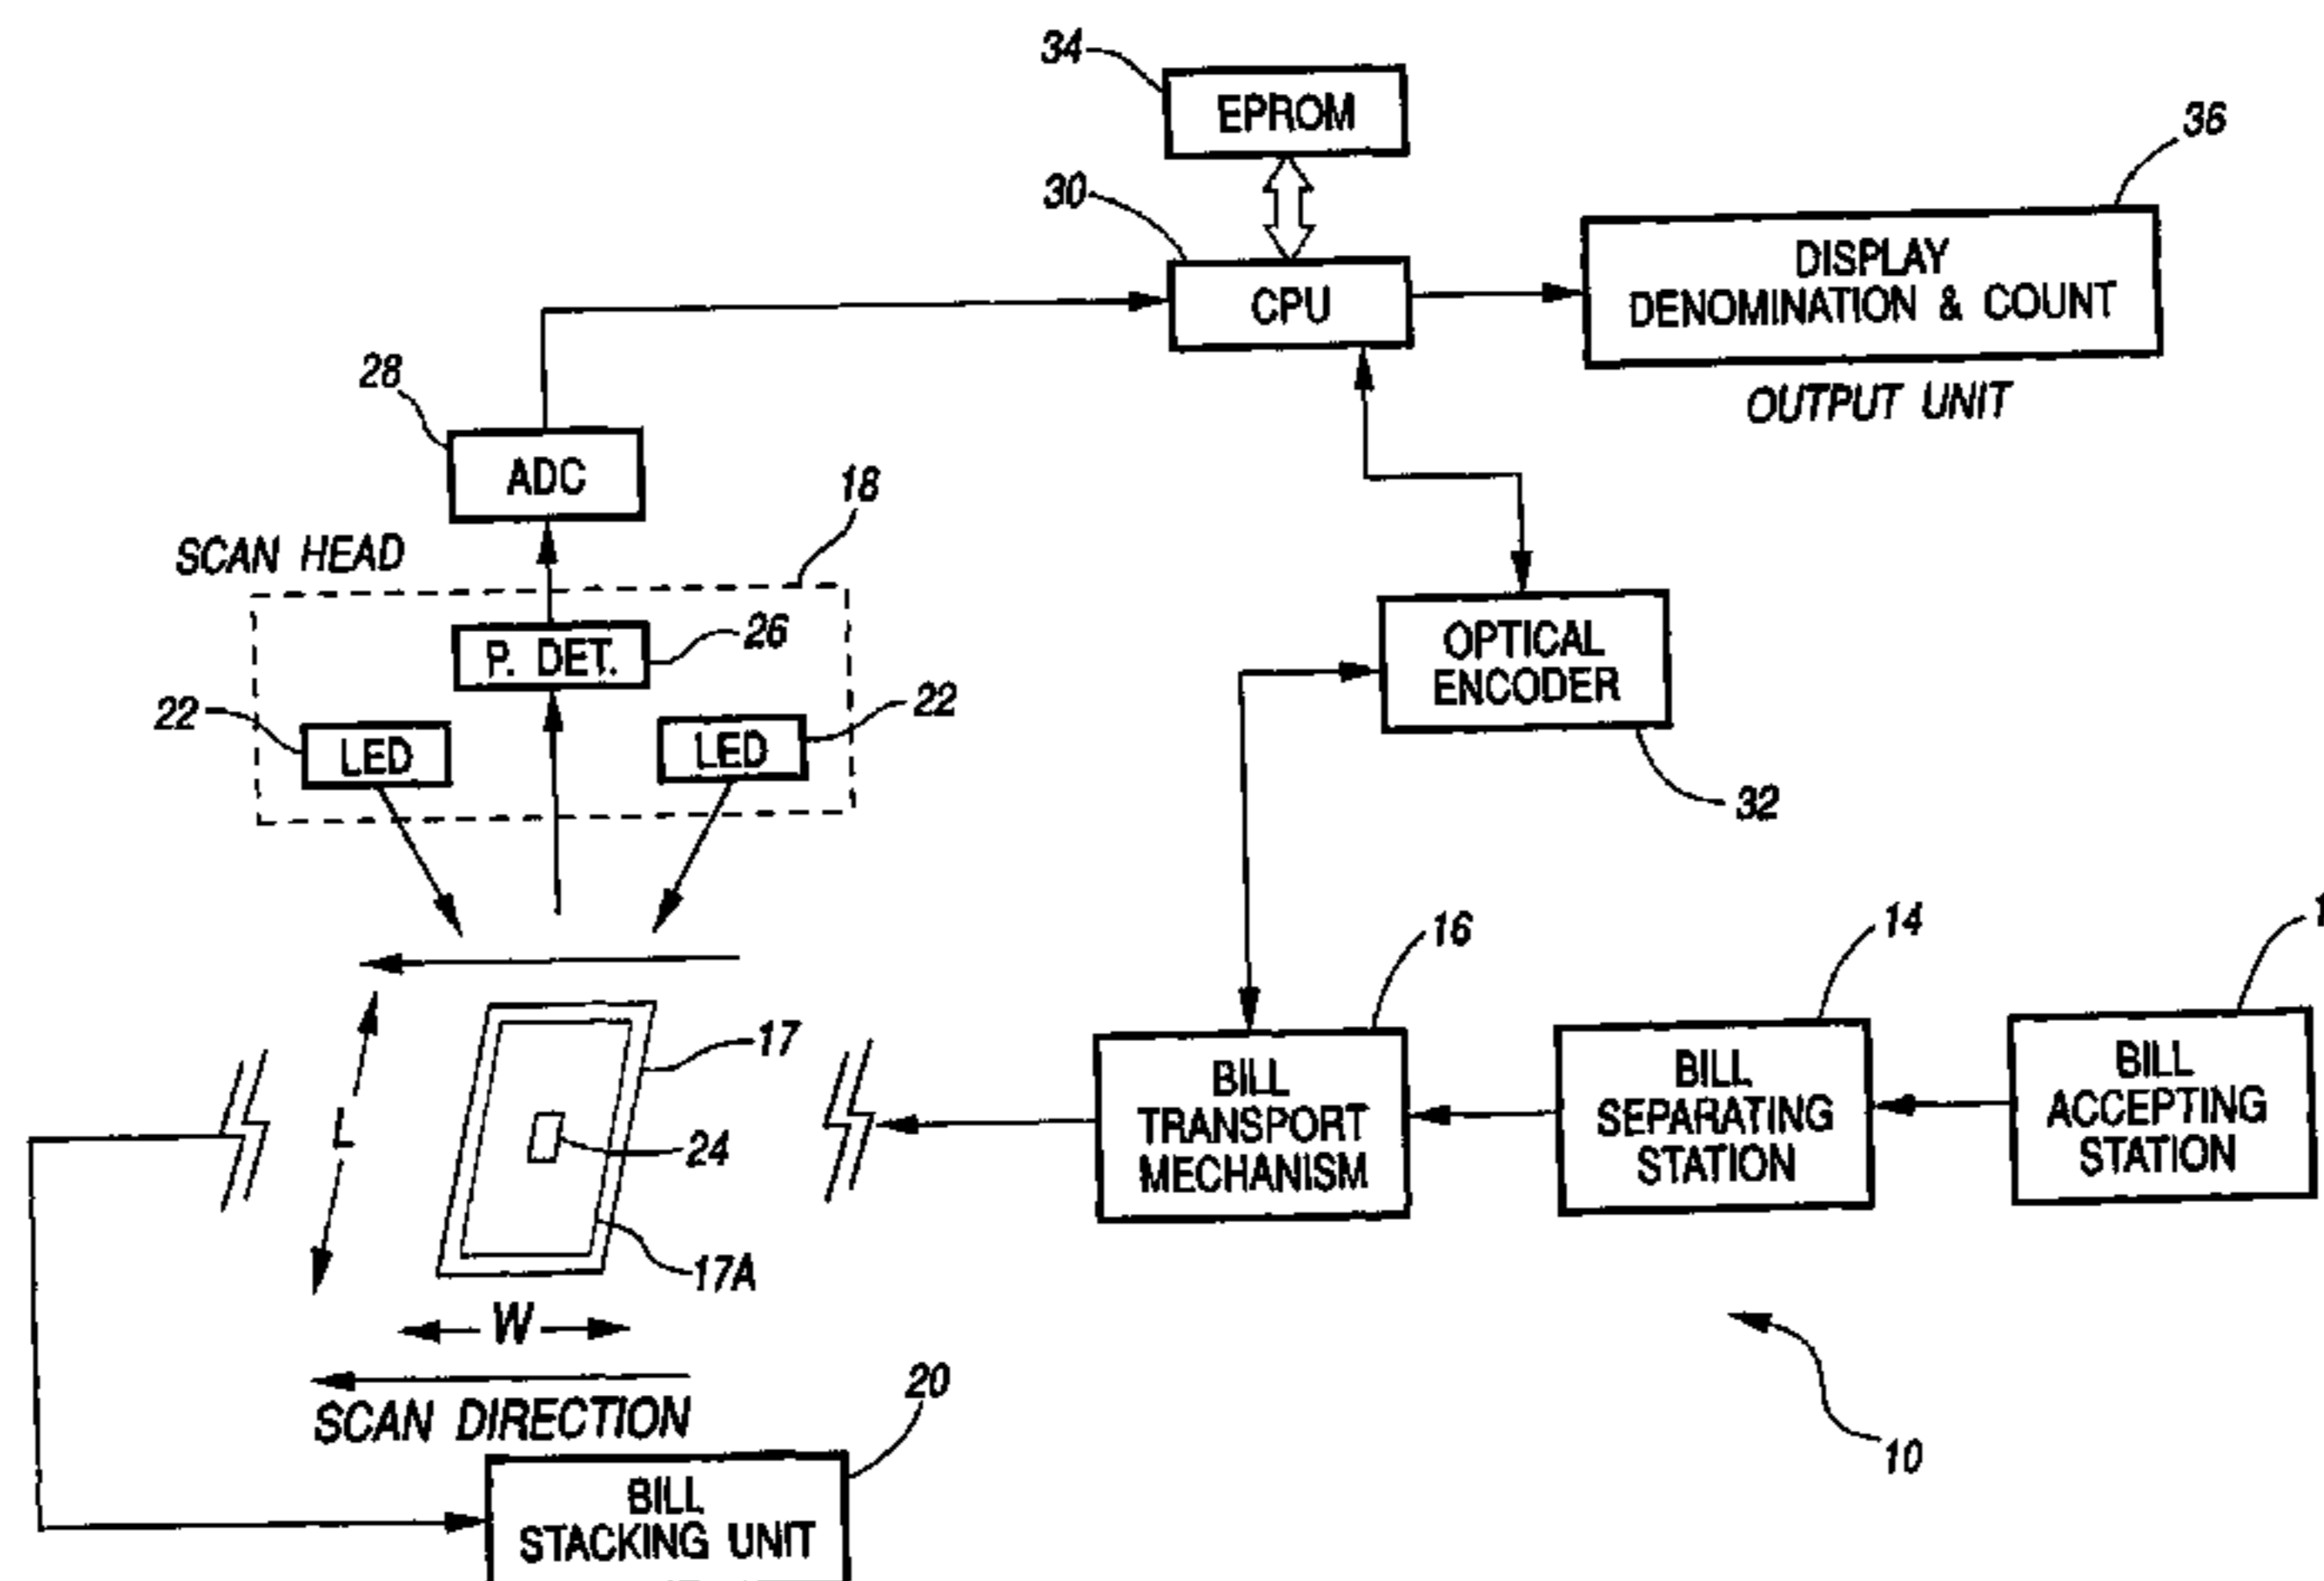 34
EPROM
36
30
CPU
DISPLAY
DENOMINATION & COUNT
OUTPUT UNIT
28
ADC
18
SCAN HEAD
26
P. DET.
22
LED
22
LED
OPTICAL
ENCODER
32
16
14
17
L
24
17A
BILL
TRANSPORT
MECHANISM
BILL
SEPARATING
STATION
BILL
ACCEPTING
STATION
W
SCAN DIRECTION
20
10
BILL
STACKING UNIT